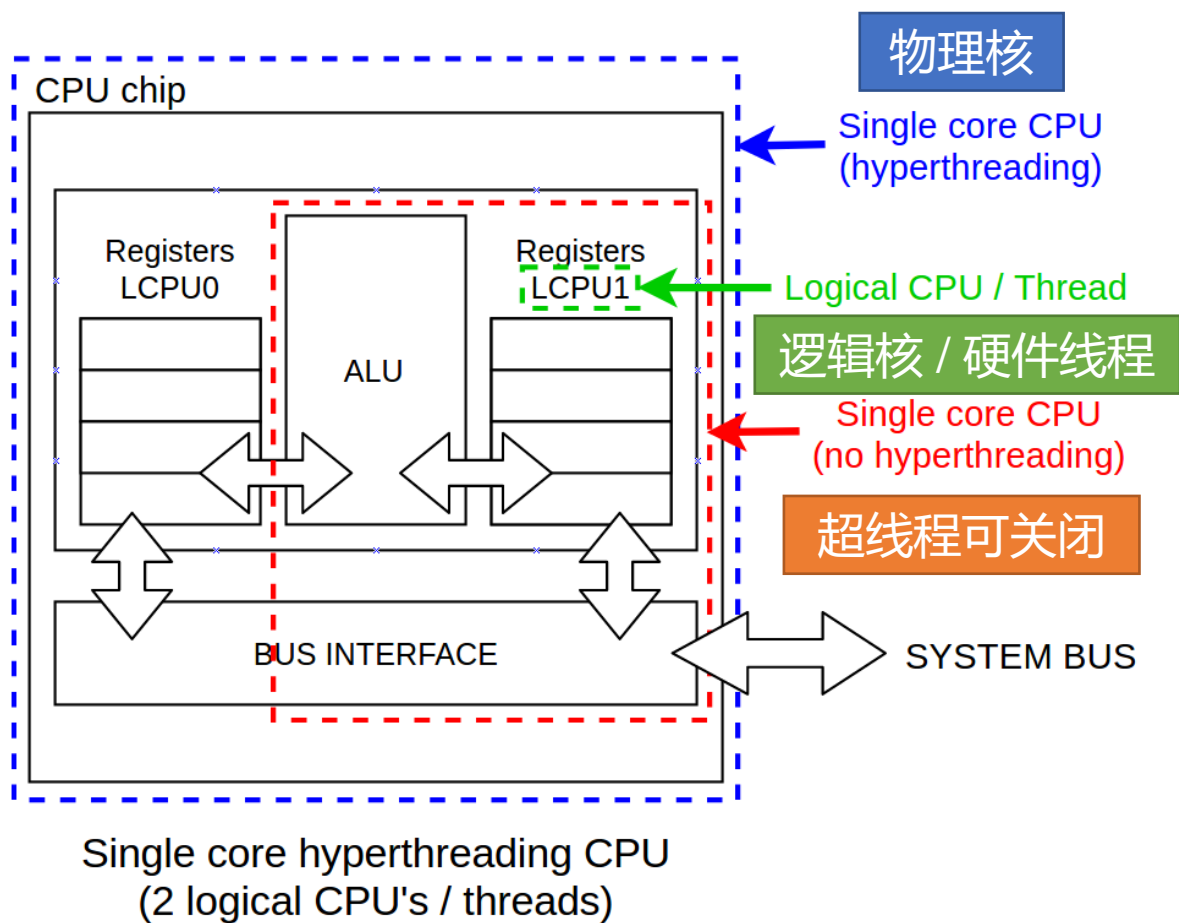 物理核
CPU chip
Single core CPU
(hyperthreading)
Registers
LCPU0
Registers
LCPU1
Logical CPU / Thread
ALU
逻辑核 / 硬件线程
Single core CPU
(no hyperthreading)
超线程可关闭
BUS INTERFACE
SYSTEM BUS
Single core hyperthreading CPU
(2 logical CPU's / threads)